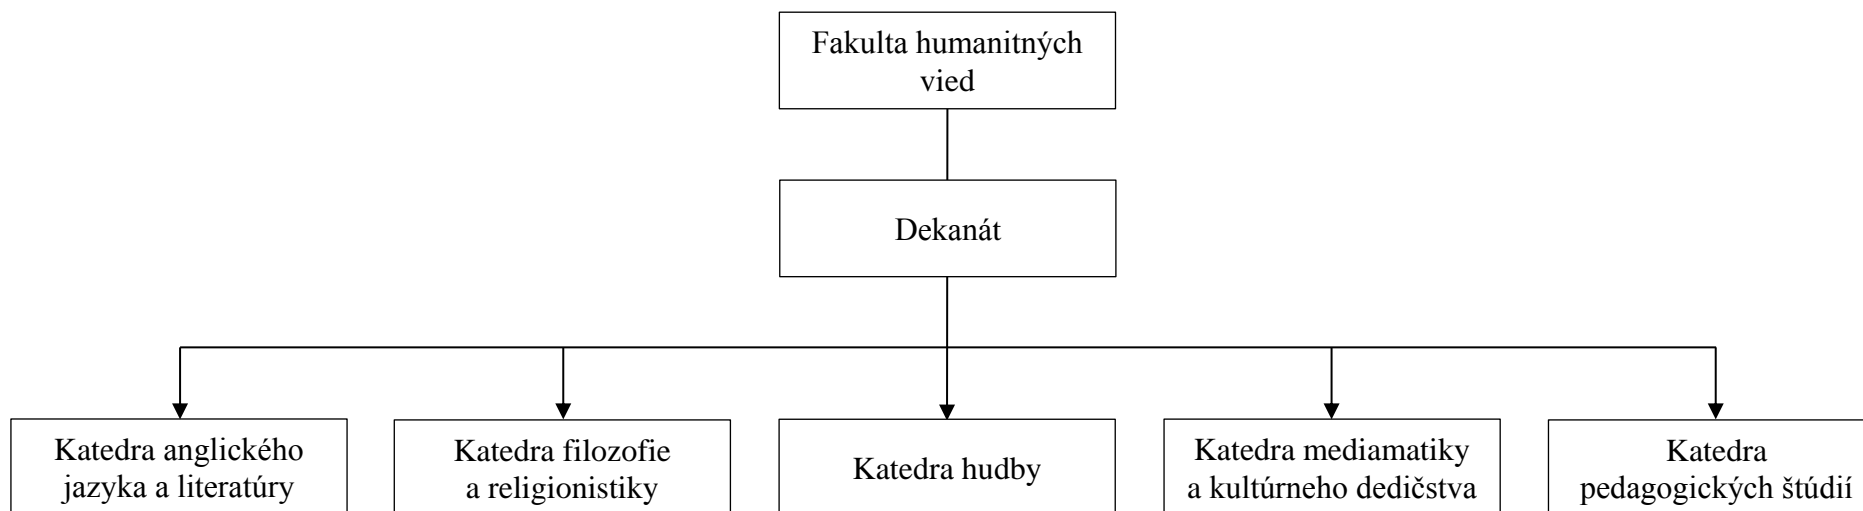 Fakulta humanitných
vied
Dekanát
Katedra anglického
jazyka a literatúry
Katedra filozofie
a religionistiky
Katedra hudby
Katedra mediamatiky
a kultúrneho dedičstva
Katedra
pedagogických štúdií